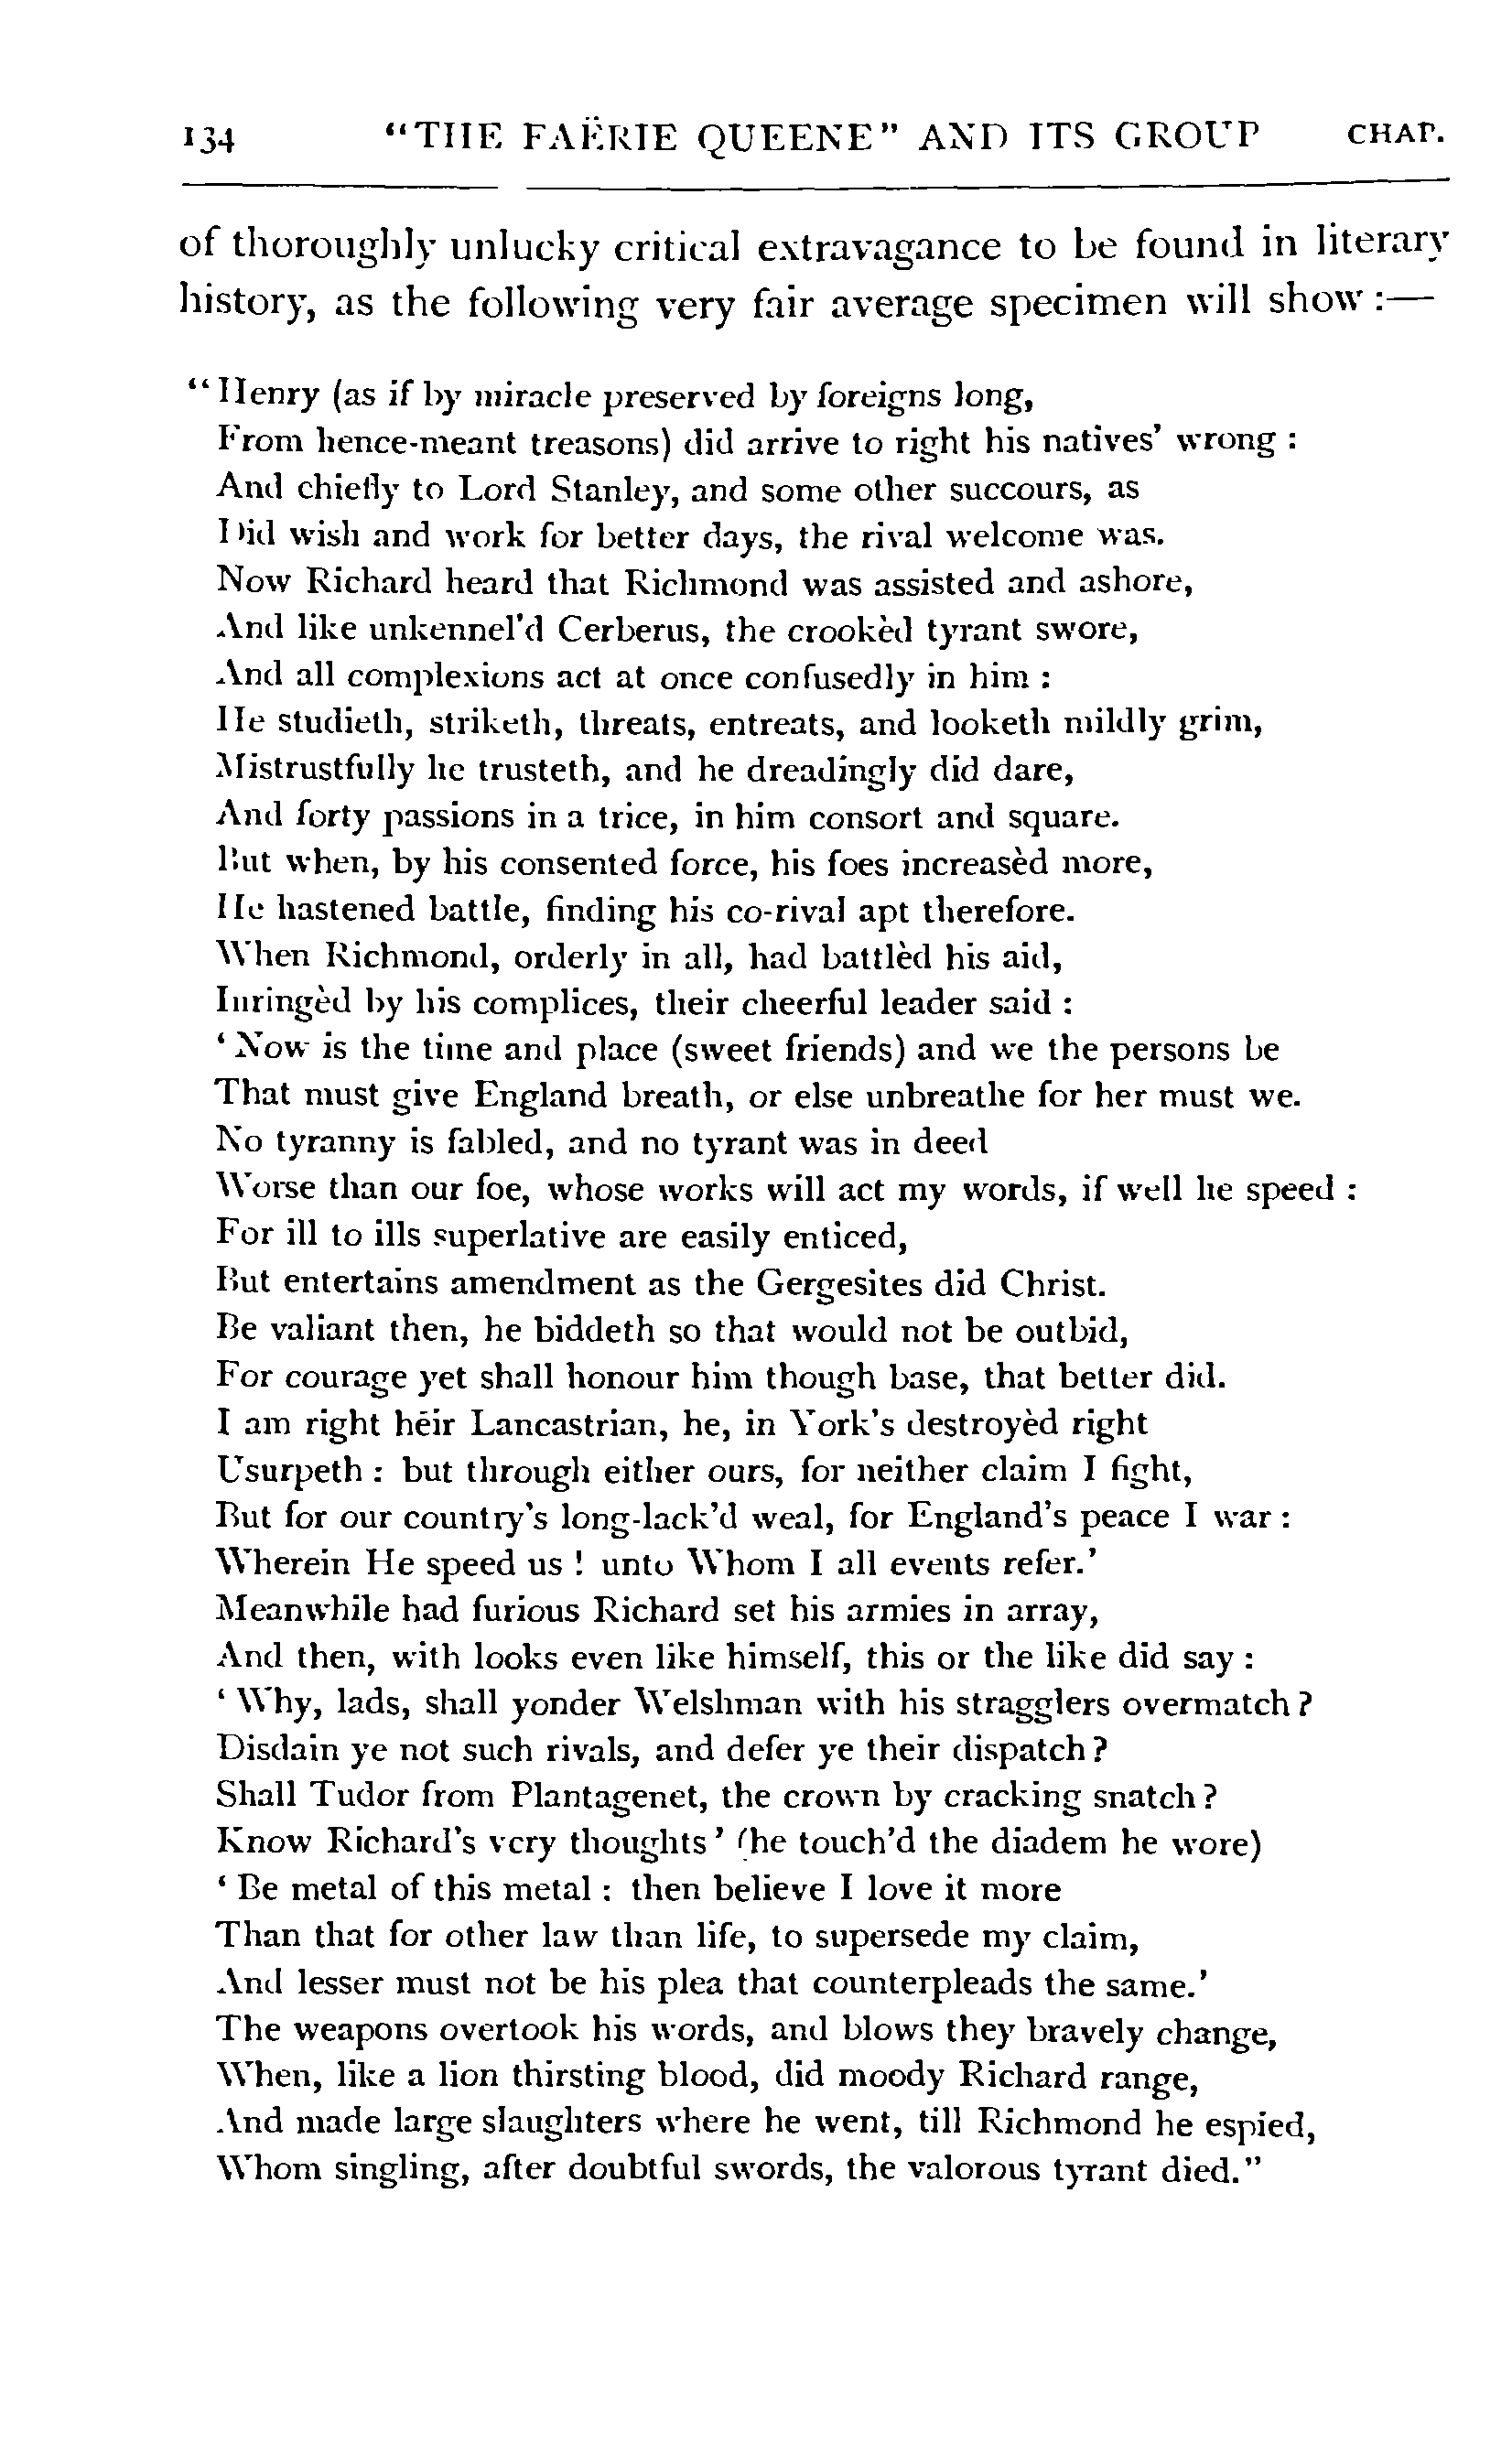 134 "THE FAËRIE QUEENE" AND ITS GROUP CHAP.
of thoroughly unlucky critical extravagance to be found in literary
history, as the following very fair average specimen will show :—
"Henry (as if by miracle preserved by foreigns long,
From hence-meant treasons) did arrive to right his natives' wrong :
And chiefly to Lord Stanley, and some other succours, as
Did wish and work for better days, the rival welcome was.
Now Richard heard that Richmond was assisted and ashore,
And like unkennel'd Cerberus, the crookèd tyrant swore,
And all complexions act at once confusedly in him :
He studieth, striketh, threats, entreats, and looketh mildly grim,
Mistrustfully he trusteth, and he dreadingly did dare,
And forty passions in a trice, in him consort and square.
But when, by his consented force, his foes increasèd more,
He hastened battle, finding his co-rival apt therefore.
When Richmond, orderly in all, had battlèd his aid,
Inringèd by his complices, their cheerful leader said :
'Now is the time and place (sweet friends) and we the persons be
That must give England breath, or else unbreathe for her must we.
No tyranny is fabled, and no tyrant was in deed
Worse than our foe, whose works will act my words, if well he speed :
For ill to ills superlative are easily enticed,
But entertains amendment as the Gergesites did Christ.
Be valiant then, he biddeth so that would not be outbid,
For courage yet shall honour him though base, that better did.
I am right hēir Lancastrian, he, in York's destroyèd right
Usurpeth : but through either ours, for neither claim I fight,
But for our country's long-lack'd weal, for England's peace I war :
Wherein He speed us ! unto Whom I all events refer.'
Meanwhile had furious Richard set his armies in array,
And then, with looks even like himself, this or the like did say :
'Why, lads, shall yonder Welshman with his stragglers overmatch ?
Disdain ye not such rivals, and defer ye their dispatch ?
Shall Tudor from Plantagenet, the crown by cracking snatch ?
Know Richard's very thoughts' (he touch'd the diadem he wore)
'Be metal of this metal : then believe I love it more
Than that for other law than life, to supersede my claim,
And lesser must not be his plea that counterpleads the same.'
The weapons overtook his words, and blows they bravely change,
When, like a lion thirsting blood, did moody Richard range,
And made large slaughters where he went, till Richmond he espied,
Whom singling, after doubtful swords, the valorous tyrant died."